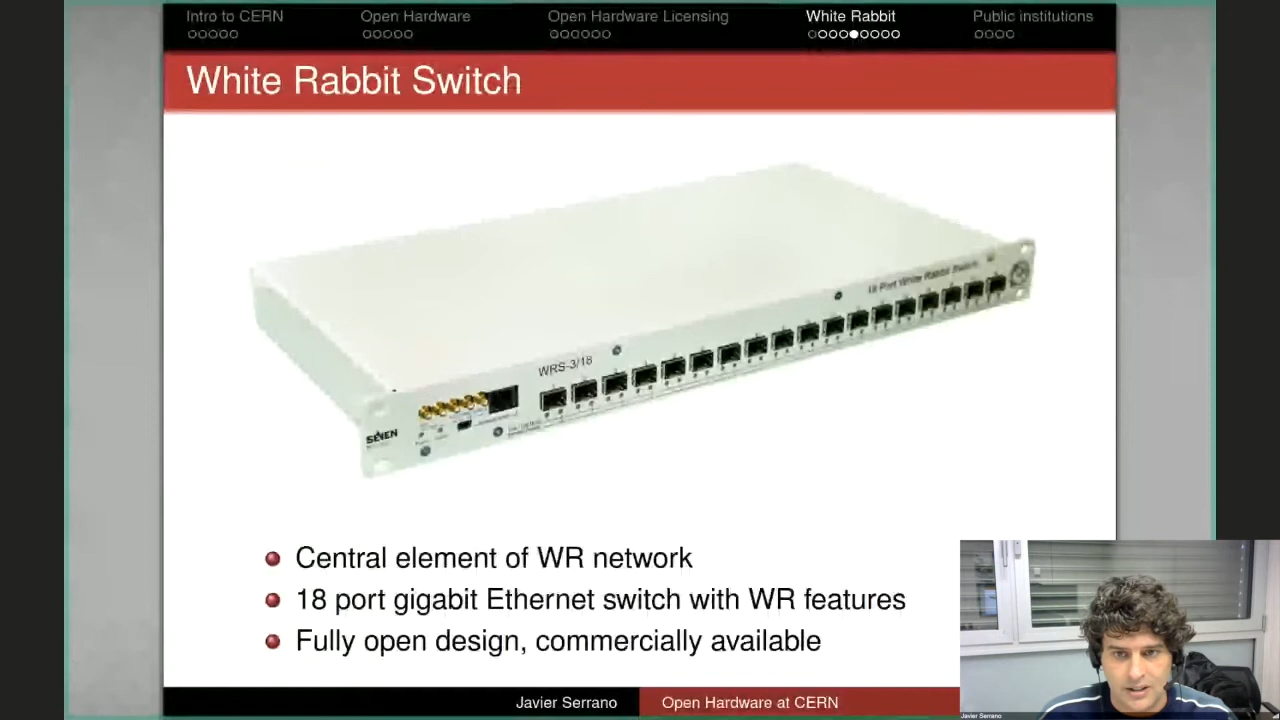 Intro to CERN
Open Hardware
Open Hardware Licensing
White Rabbit
Public institutions
White Rabbit Switch
18 Port White Rabbit Switch
WRS-3/18
Central element of WR network
18 port gigabit Ethernet switch with WR features
Fully open design, commercially available
Javier Serrano
Open Hardware at CERN
Javier Serrano